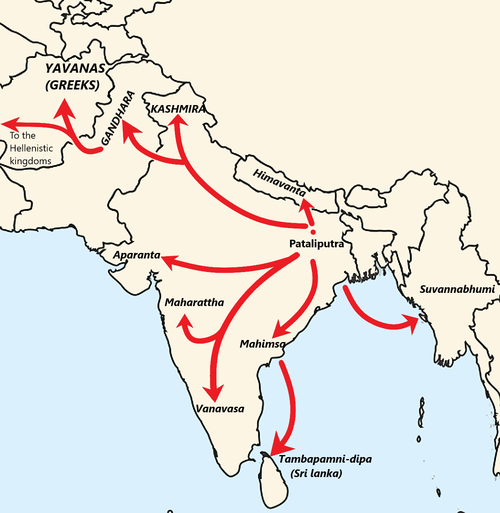 YAVANAS
(GREEKS)
GANDHARA
KASHMIRA
To the
Hellenistic
kingdoms
Himavanta
Pataliputra
Aparanta
Suvannabhumi
Maharattha
Mahimsa
Vanavasa
Tambapamni-dipa
(Sri lanka)